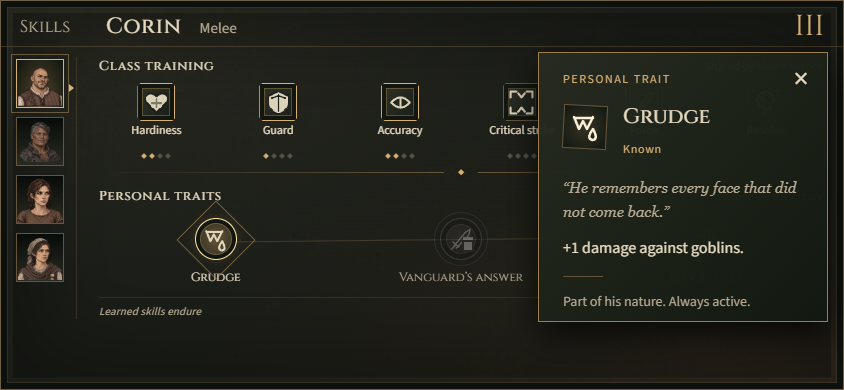 SKILLS
CORIN Melee
III
CLASS TRAINING
Hardiness
Guard
Accuracy
Critical
PERSONAL TRAITS
GRUDGE
VANGUARD'S ANSWER
Learned skills endure
PERSONAL TRAIT
GRUDGE
Known
“He remembers every face that did
not come back.”
+1 damage against goblins.
Part of his nature. Always active.